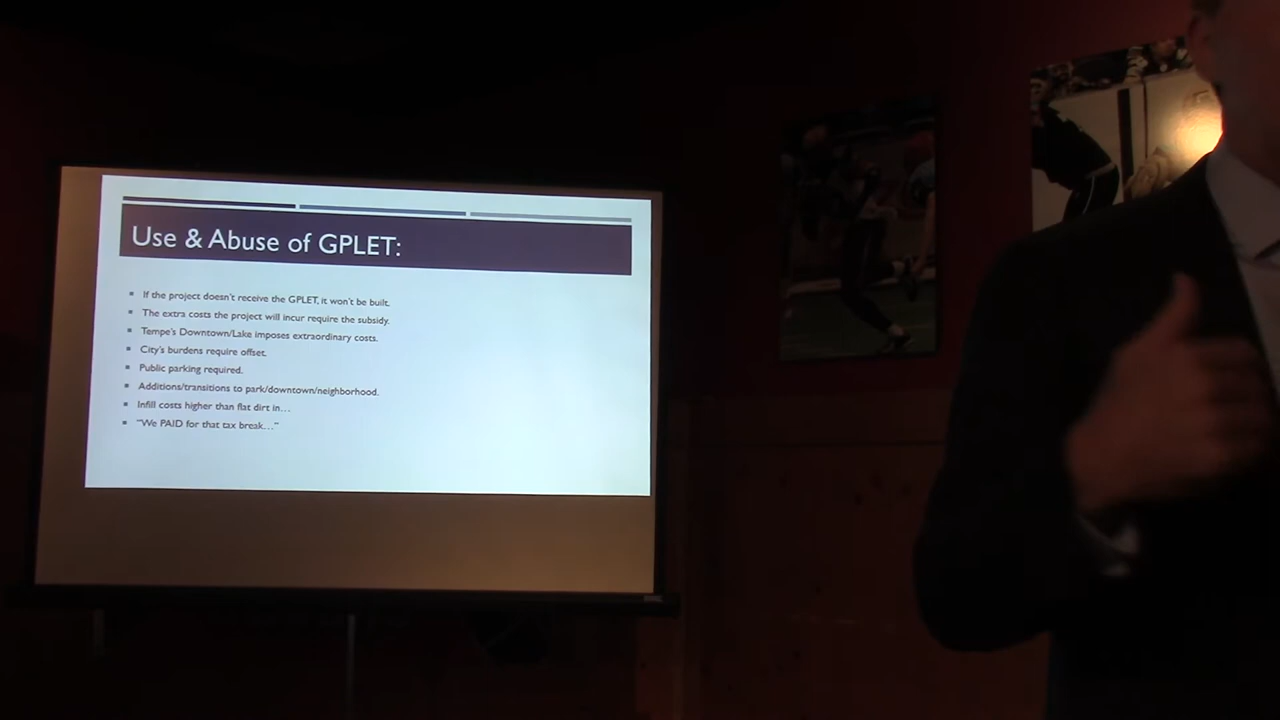 Use & Abuse of GPLET:
If the project doesn't receive the GPLET, it won't be built.
The extra costs the project will incur require the subsidy.
Tempe's Downtown/Lake imposes extraordinary costs.
City's burdens require offset.
Public parking required.
Additions/transitions to park/downtown/neighborhood.
Infill costs higher than flat dirt in…
"We PAID for that tax break…"